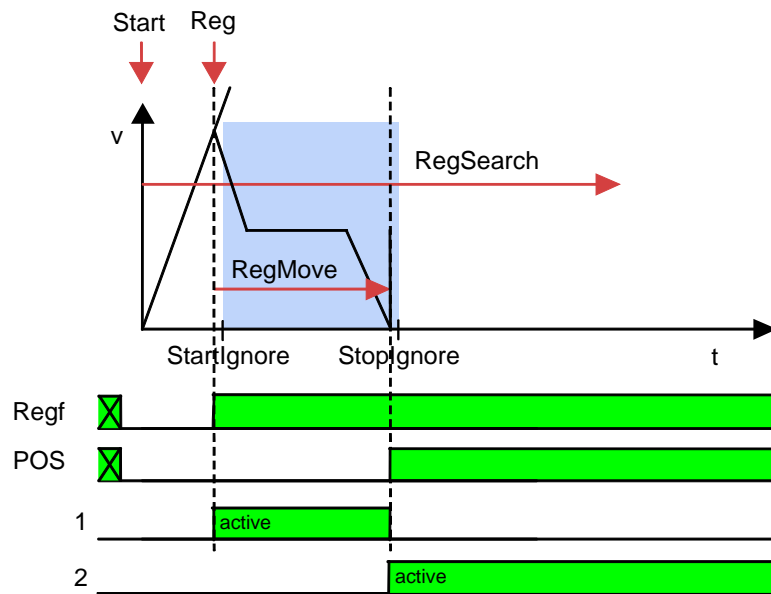 Start Reg
v
RegSearch
RegMove
StartIgnore StopIgnore t
Regf
POS
1 active
2 active